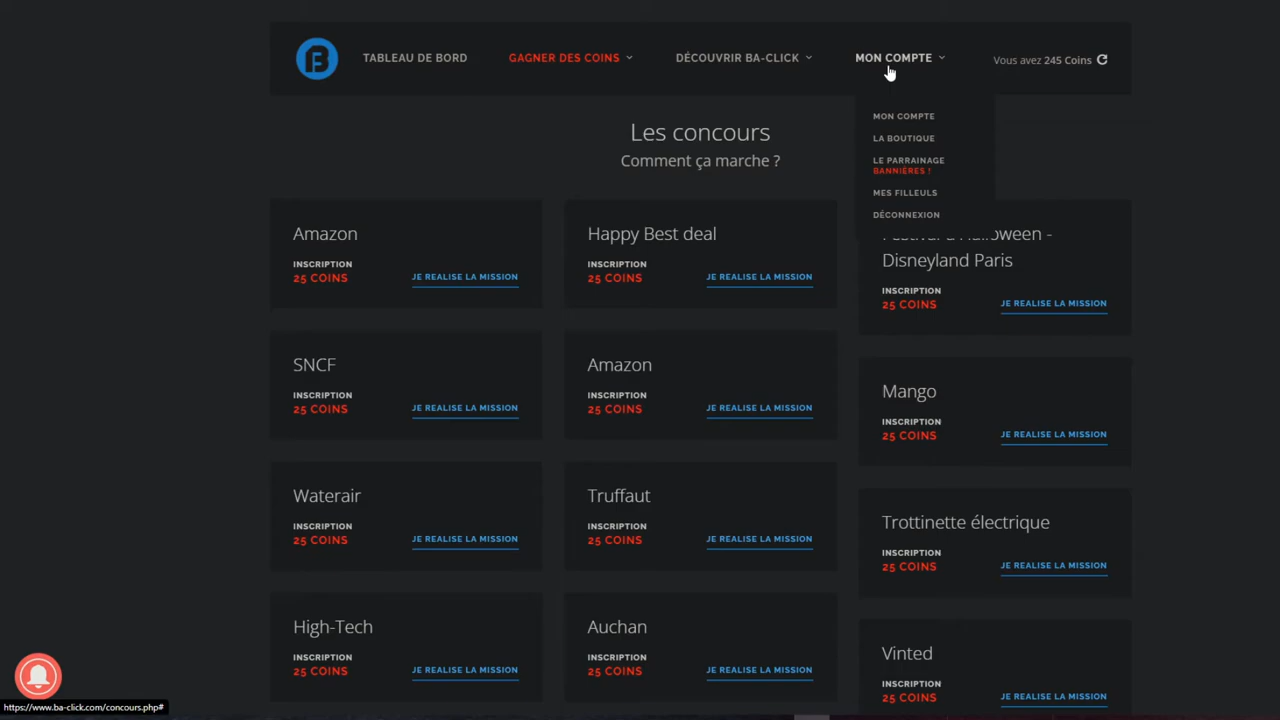 TABLEAU DE BORD
GAGNER DES COINS
DÉCOUVRIR BA-CLICK
MON COMPTE
Vous avez 245 Coins
MON COMPTE
LA BOUTIQUE
LE PARRAINAGE
BANNIÈRES !
MES FILLEULS
DÉCONNEXION
Les concours
Comment ça marche ?
Amazon
INSCRIPTION
25 COINS
JE REALISE LA MISSION
Happy Best deal
INSCRIPTION
25 COINS
JE REALISE LA MISSION
Festival d'Halloween -
Disneyland Paris
INSCRIPTION
25 COINS
JE REALISE LA MISSION
SNCF
INSCRIPTION
25 COINS
JE REALISE LA MISSION
Amazon
INSCRIPTION
25 COINS
JE REALISE LA MISSION
Mango
INSCRIPTION
25 COINS
JE REALISE LA MISSION
Waterair
INSCRIPTION
25 COINS
JE REALISE LA MISSION
Truffaut
INSCRIPTION
25 COINS
JE REALISE LA MISSION
Trottinette électrique
INSCRIPTION
25 COINS
JE REALISE LA MISSION
High-Tech
INSCRIPTION
25 COINS
JE REALISE LA MISSION
Auchan
INSCRIPTION
25 COINS
JE REALISE LA MISSION
Vinted
INSCRIPTION
25 COINS
JE REALISE LA MISSION
https://www.ba-click.com/concours.php#